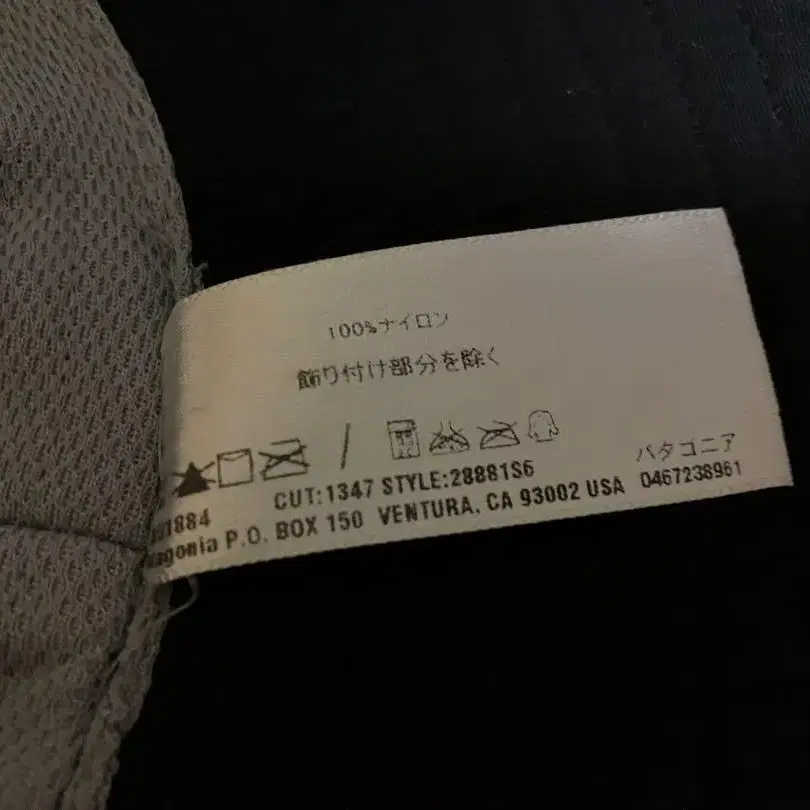 100%ナイロン
飾り付け部分を除く
CUT:1347 STYLE:28881S6
パタゴニア
P.O. BOX 150 VENTURA, CA 93002 USA
0467238961